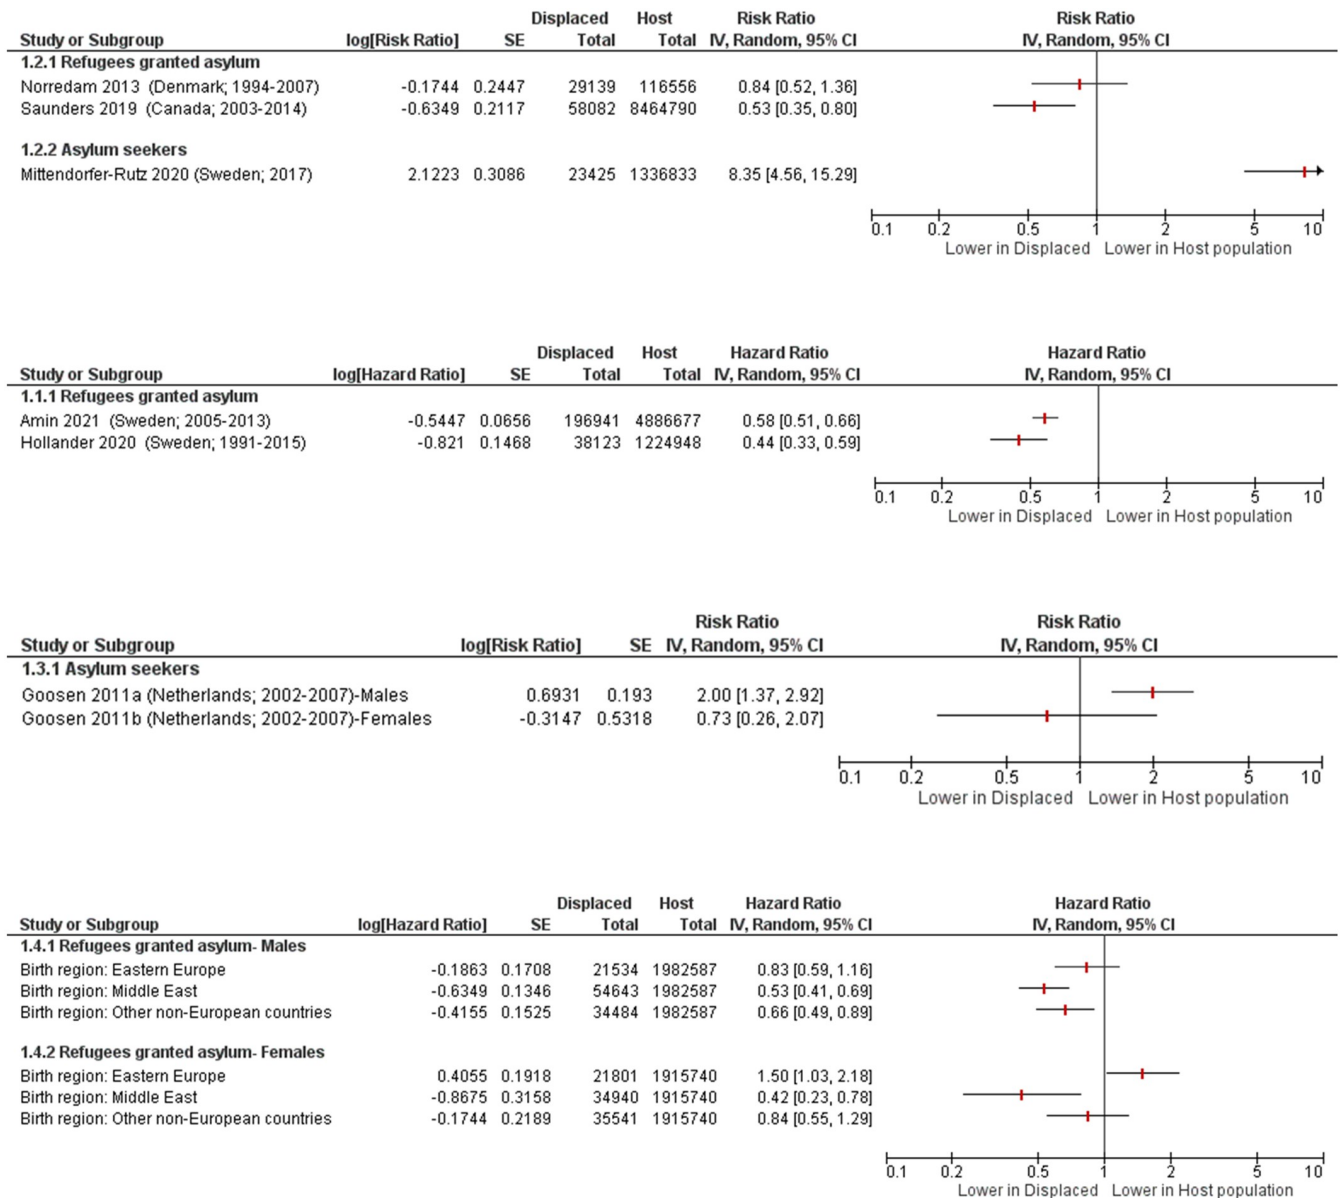 Displaced Host Risk Ratio Risk Ratio
Study or Subgroup log[Risk Ratio] SE Total Total IV, Random, 95% CI IV, Random, 95% CI
1.2.1 Refugees granted asylum
Norredam 2013 (Denmark; 1994-2007) -0.1744 0.2447 29139 116556 0.84 [0.52, 1.36]
Saunders 2019 (Canada; 2003-2014) -0.6349 0.2117 58082 8464790 0.53 [0.35, 0.80]
1.2.2 Asylum seekers
Mittendorfer-Rutz 2020 (Sweden; 2017) 2.1223 0.3086 23425 1336833 8.35 [4.56, 15.29]
0.1 0.2 0.5 1 2 5 10
Lower in Displaced Lower in Host population
Displaced Host Hazard Ratio Hazard Ratio
Study or Subgroup log[Hazard Ratio] SE Total Total IV, Random, 95% CI IV, Random, 95% CI
1.1.1 Refugees granted asylum
Amin 2021 (Sweden; 2005-2013) -0.5447 0.0656 196941 4886677 0.58 [0.51, 0.66]
Hollander 2020 (Sweden; 1991-2015) -0.821 0.1468 38123 1224948 0.44 [0.33, 0.59]
0.1 0.2 0.5 1 2 5 10
Lower in Displaced Lower in Host population
Risk Ratio Risk Ratio
Study or Subgroup log[Risk Ratio] SE IV, Random, 95% CI IV, Random, 95% CI
1.3.1 Asylum seekers
Goosen 2011a (Netherlands; 2002-2007)-Males 0.6931 0.193 2.00 [1.37, 2.92]
Goosen 2011b (Netherlands; 2002-2007)-Females -0.3147 0.5318 0.73 [0.26, 2.07]
0.1 0.2 0.5 1 2 5 10
Lower in Displaced Lower in Host population
Displaced Host Hazard Ratio Hazard Ratio
Study or Subgroup log[Hazard Ratio] SE Total Total IV, Random, 95% CI IV, Random, 95% CI
1.4.1 Refugees granted asylum- Males
Birth region: Eastern Europe -0.1863 0.1708 21534 1982587 0.83 [0.59, 1.16]
Birth region: Middle East -0.6349 0.1346 54643 1982587 0.53 [0.41, 0.69]
Birth region: Other non-European countries -0.4155 0.1525 34484 1982587 0.66 [0.49, 0.89]
1.4.2 Refugees granted asylum- Females
Birth region: Eastern Europe 0.4055 0.1918 21801 1915740 1.50 [1.03, 2.18]
Birth region: Middle East -0.8675 0.3158 34940 1915740 0.42 [0.23, 0.78]
Birth region: Other non-European countries -0.1744 0.2189 35541 1915740 0.84 [0.55, 1.29]
0.1 0.2 0.5 1 2 5 10
Lower in Displaced Lower in Host population